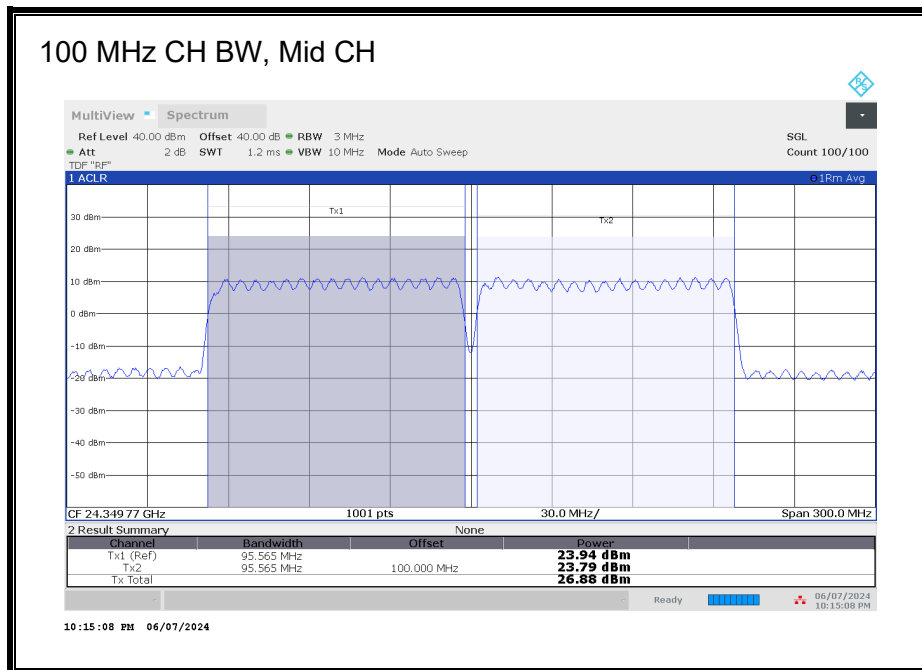 100 MHz CH BW, Mid CH
R S
MultiView Spectrum
Ref Level 40.00 dBm Offset 40.00 dB RBW 3 MHz SGL
Att 2 dB SWT 1.2 ms VBW 10 MHz Mode Auto Sweep Count 100/100
TDF "RF"
1 ACLR 1Rm Avg
Tx1
30 dBm
Tx2
20 dBm
10 dBm
0 dBm
-10 dBm
-20 dBm
-30 dBm
-40 dBm
-50 dBm
CF 24.349 77 GHz 1001 pts 30.0 MHz/ Span 300.0 MHz
2 Result Summary None
Channel Bandwidth Offset Power
Tx1 (Ref) 95.565 MHz 23.94 dBm
Tx2 95.565 MHz 100.000 MHz 23.79 dBm
Tx Total 26.88 dBm
Ready 06/07/2024
10:15:08 PM
10:15:08 PM 06/07/2024